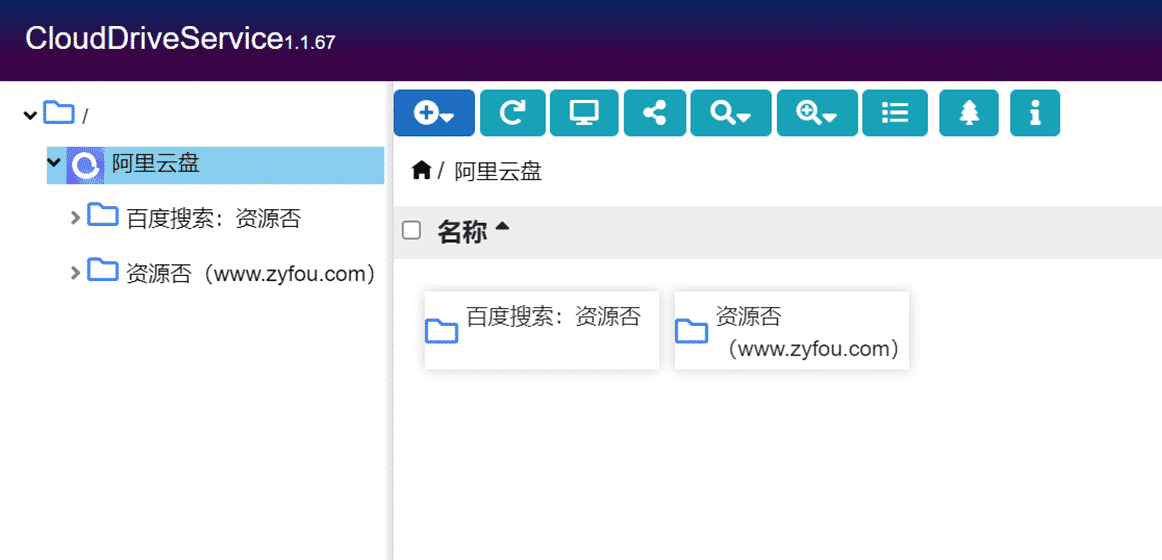 CloudDriveService1.1.67
/
阿里云盘
百度搜索：资源否
资源否（www.zyfou.com）
/ 阿里云盘
名称
百度搜索：资源否
资源否
（www.zyfou.com）